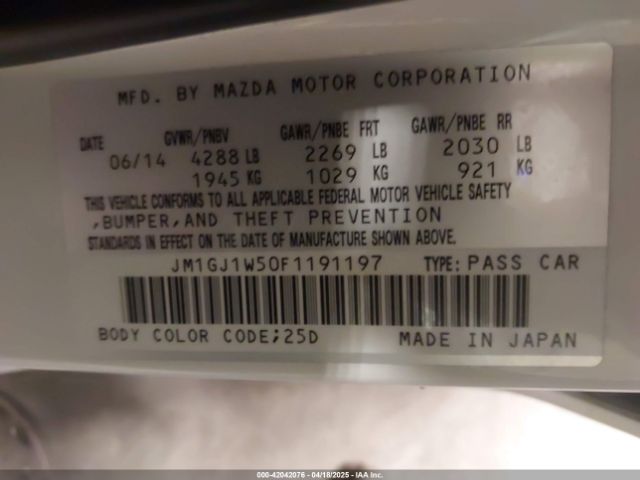 MFD. BY MAZDA MOTOR CORPORATION
DATE GVWR/PNBV GAWR/PNBE FRT GAWR/PNBE RR
06/14 4288 LB 2269 LB 2030 LB
1945 KG 1029 KG 921 KG
THIS VEHICLE CONFORMS TO ALL APPLICABLE FEDERAL MOTOR VEHICLE SAFETY
,BUMPER,AND THEFT PREVENTION
STANDARDS IN EFFECT ON THE DATE OF MANUFACTURE SHOWN ABOVE.
JM1GJ1W50F1191197 TYPE: PASS CAR
BODY COLOR CODE;25D MADE IN JAPAN
000-42042076 - 04/18/2025 - IAA Inc.